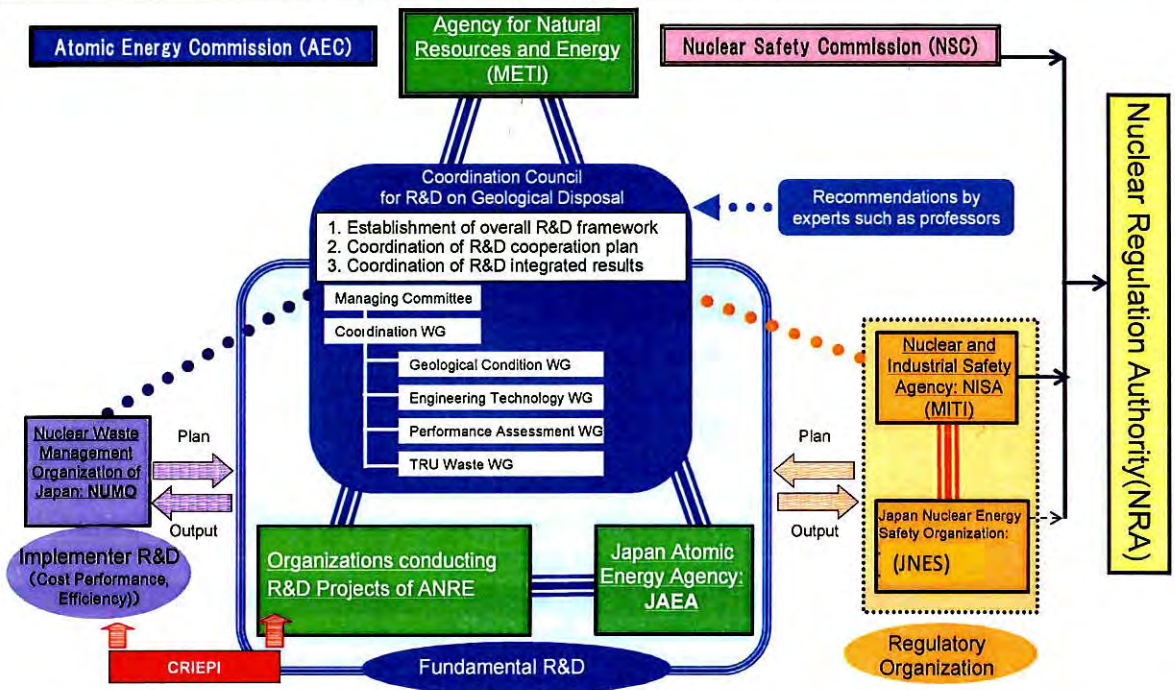 Atomic Energy Commission (AEC)
Agency for Natural
Resources and Energy
(METI)
Nuclear Safety Commission (NSC)
Nuclear Regulation Authority(NRA)
Coordination Council
for R&D on Geological Disposal
1. Establishment of overall R&D framework
2. Coordination of R&D cooperation plan
3. Coordination of R&D integrated results
Recommendations by
experts such as professors
Managing Committee
Coordination WG
Geological Condition WG
Engineering Technology WG
Performance Assessment WG
TRU Waste WG
Nuclear and
Industrial Safety
Agency: NISA
(MITI)
Nuclear Waste
Management
Organization of
Japan: NUMO
Plan
Output
Plan
Output
Japan Nuclear Energy
Safety Organization:
(JNES)
Implementer R&D
(Cost Performance,
Efficiency))
Organizations conducting
R&D Projects of ANRE
Japan Atomic
Energy Agency:
JAEA
CRIEPI
Fundamental R&D
Regulatory
Organization